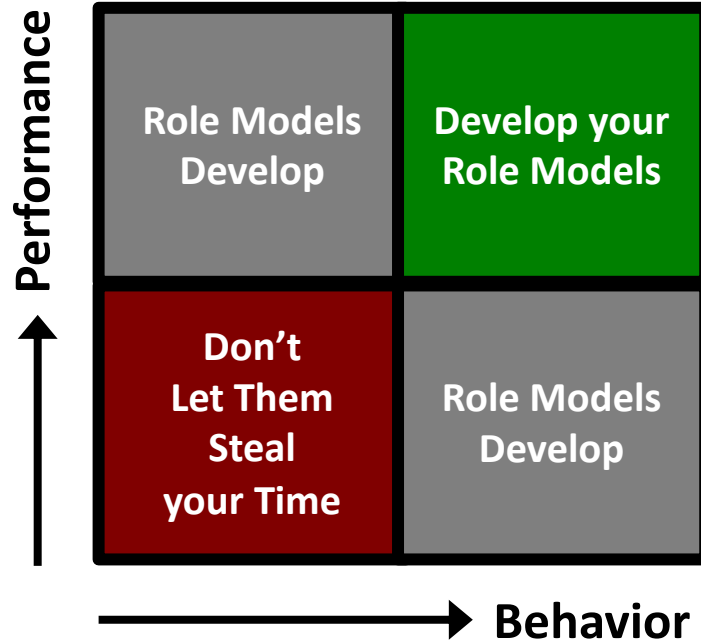 Performance
Role Models
Develop
Develop your
Role Models
Don’t
Let Them
Steal
your Time
Role Models
Develop
Behavior